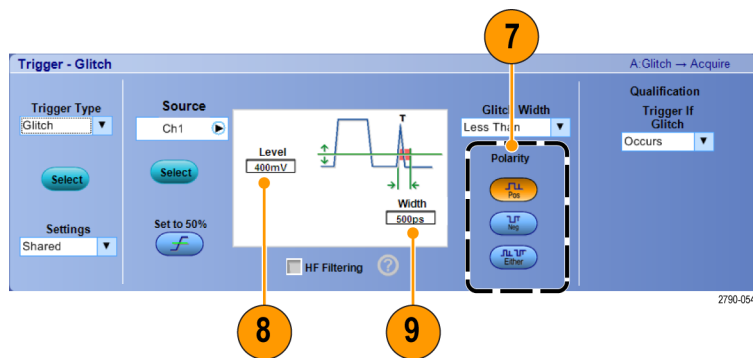 7
Trigger - Glitch
A:Glitch → Acquire
Trigger Type
Glitch
Select
Settings
Shared
Source
Ch1
Select
Set to 50%
Level
400mV
T
Width
500ps
HF Filtering
?
Glitch Width
Less Than
Polarity
Pos
Neg
Either
Qualification
Trigger If
Glitch
Occurs
8
9
2790-054